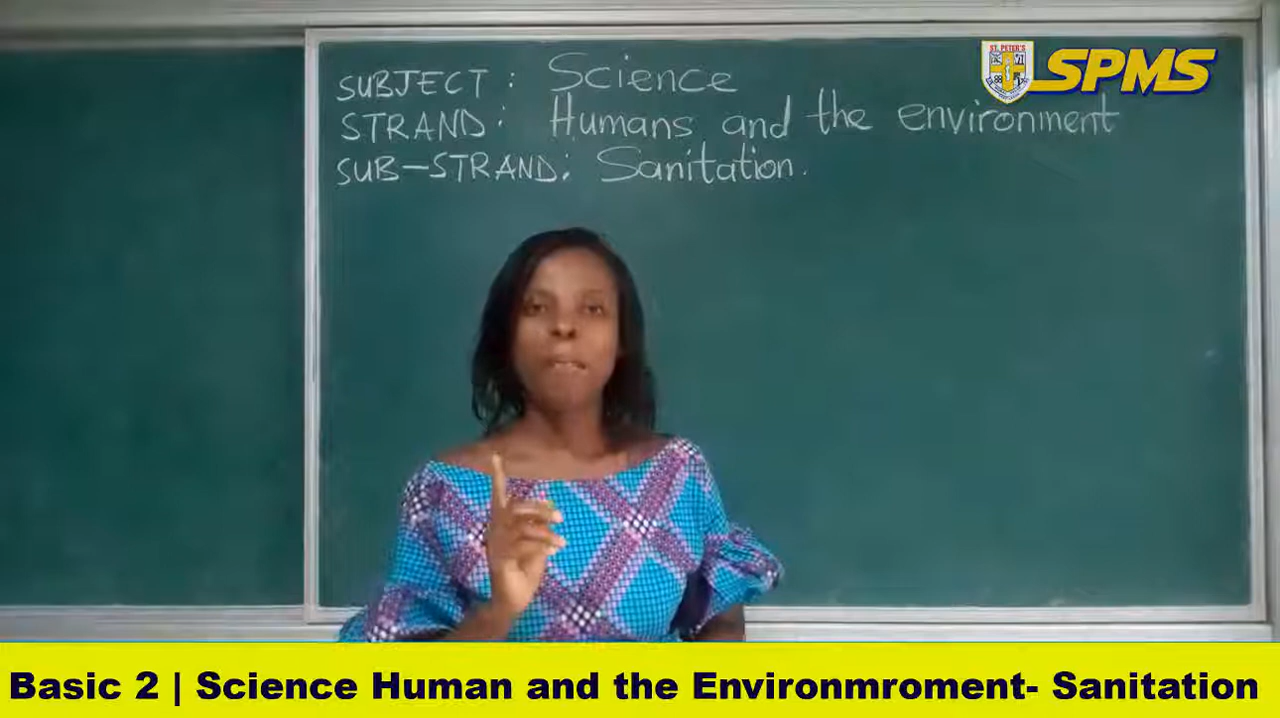 SUBJECT: Science
STRAND: Humans and the environment
SUB-STRAND: Sanitation.
ST. PETER'S
SPMS
Basic 2 | Science Human and the Environmroment- Sanitation